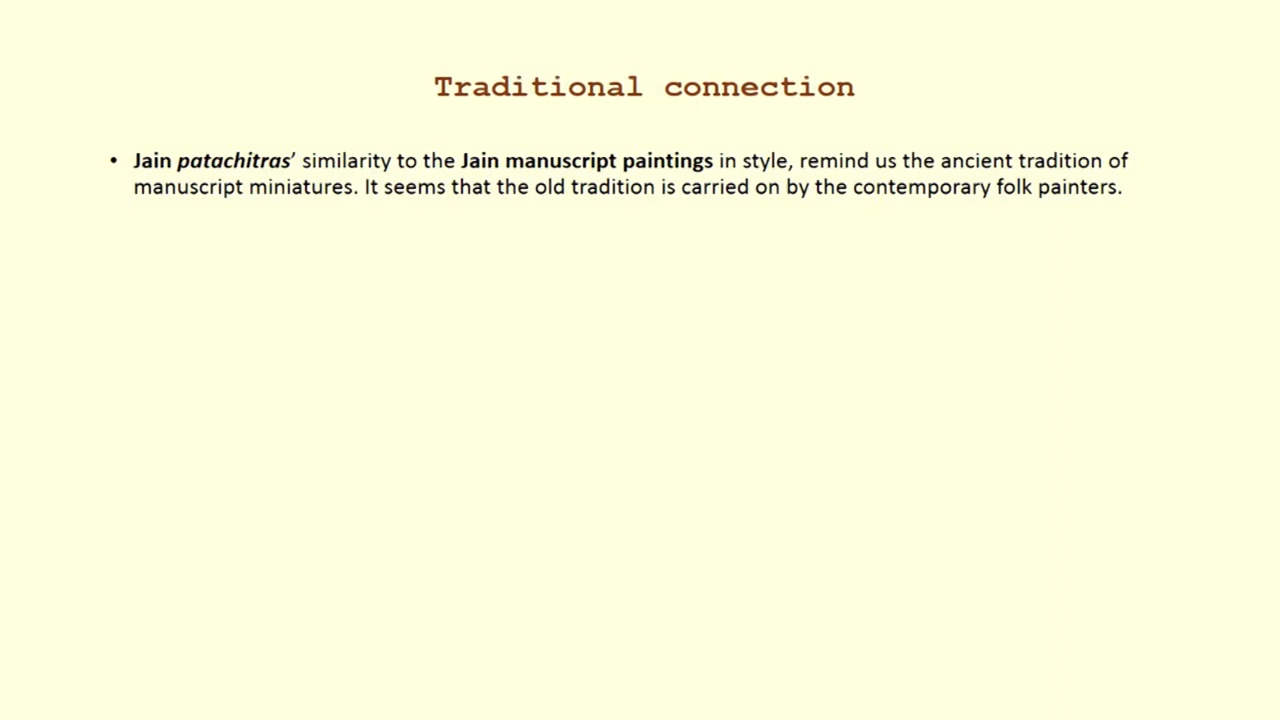 Traditional connection
• Jain patachitras’ similarity to the Jain manuscript paintings in style, remind us the ancient tradition of
manuscript miniatures. It seems that the old tradition is carried on by the contemporary folk painters.